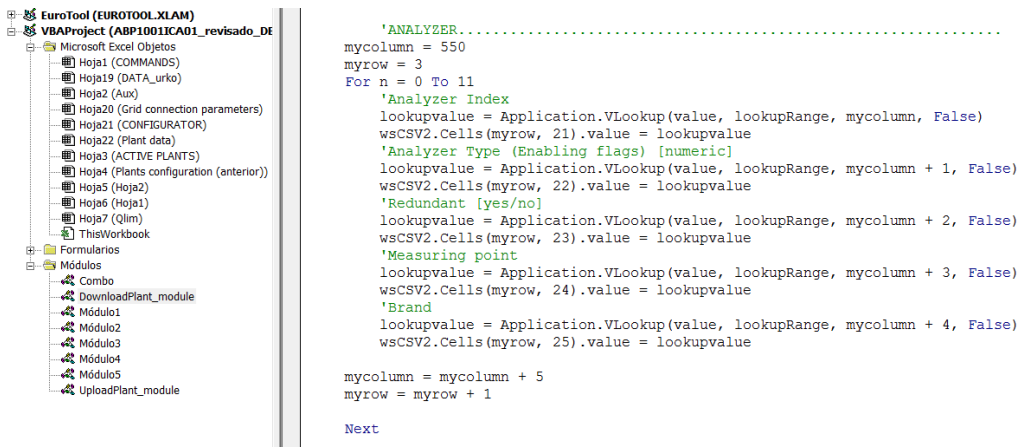 EuroTool (EUROTOOL.XLAM)
VBAProject (ABP1001ICA01_revisado_DE
Microsoft Excel Objetos
Hoja1 (COMMANDS)
Hoja19 (DATA_urko)
Hoja2 (Aux)
Hoja20 (Grid connection parameters)
Hoja21 (CONFIGURATOR)
Hoja22 (Plant data)
Hoja3 (ACTIVE PLANTS)
Hoja4 (Plants configuration (anterior))
Hoja5 (Hoja2)
Hoja6 (Hoja1)
Hoja7 (Qlim)
ThisWorkbook
Formularios
Módulos
Combo
DownloadPlant_module
Módulo1
Módulo2
Módulo3
Módulo4
Módulo5
UploadPlant_module
'ANALYZER................................................................
mycolumn = 550
myrow = 3
For n = 0 To 11
'Analyzer Index
lookupvalue = Application.VLookup(value, lookupRange, mycolumn, False)
wsCSV2.Cells(myrow, 21).value = lookupvalue
'Analyzer Type (Enabling flags) [numeric]
lookupvalue = Application.VLookup(value, lookupRange, mycolumn + 1, False)
wsCSV2.Cells(myrow, 22).value = lookupvalue
'Redundant [yes/no]
lookupvalue = Application.VLookup(value, lookupRange, mycolumn + 2, False)
wsCSV2.Cells(myrow, 23).value = lookupvalue
'Measuring point
lookupvalue = Application.VLookup(value, lookupRange, mycolumn + 3, False)
wsCSV2.Cells(myrow, 24).value = lookupvalue
'Brand
lookupvalue = Application.VLookup(value, lookupRange, mycolumn + 4, False)
wsCSV2.Cells(myrow, 25).value = lookupvalue
mycolumn = mycolumn + 5
myrow = myrow + 1
Next